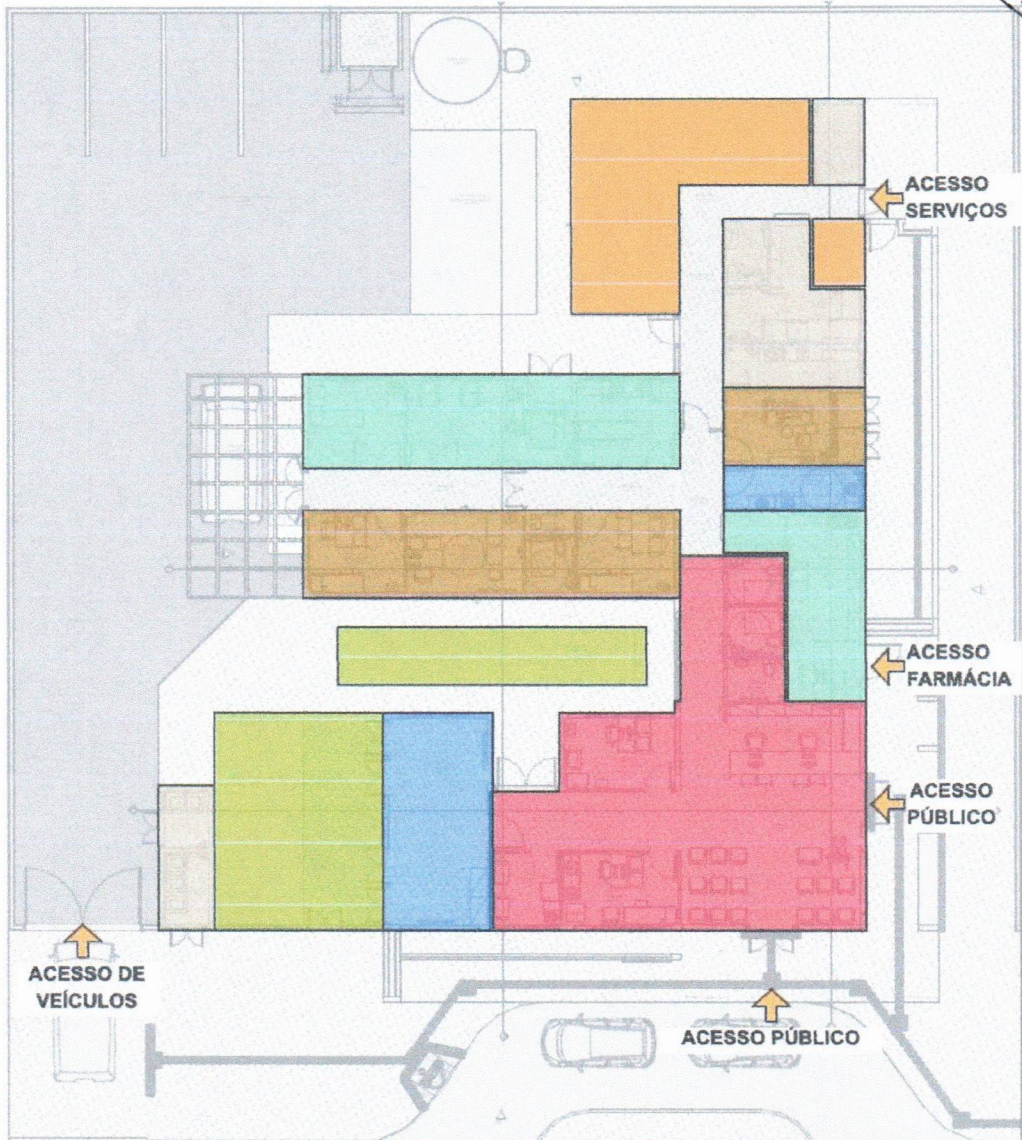 ACESSO
SERVIÇOS
ACESSO
FARMÁCIA
ACESSO
PÚBLICO
ACESSO DE
VEÍCULOS
ACESSO PÚBLICO